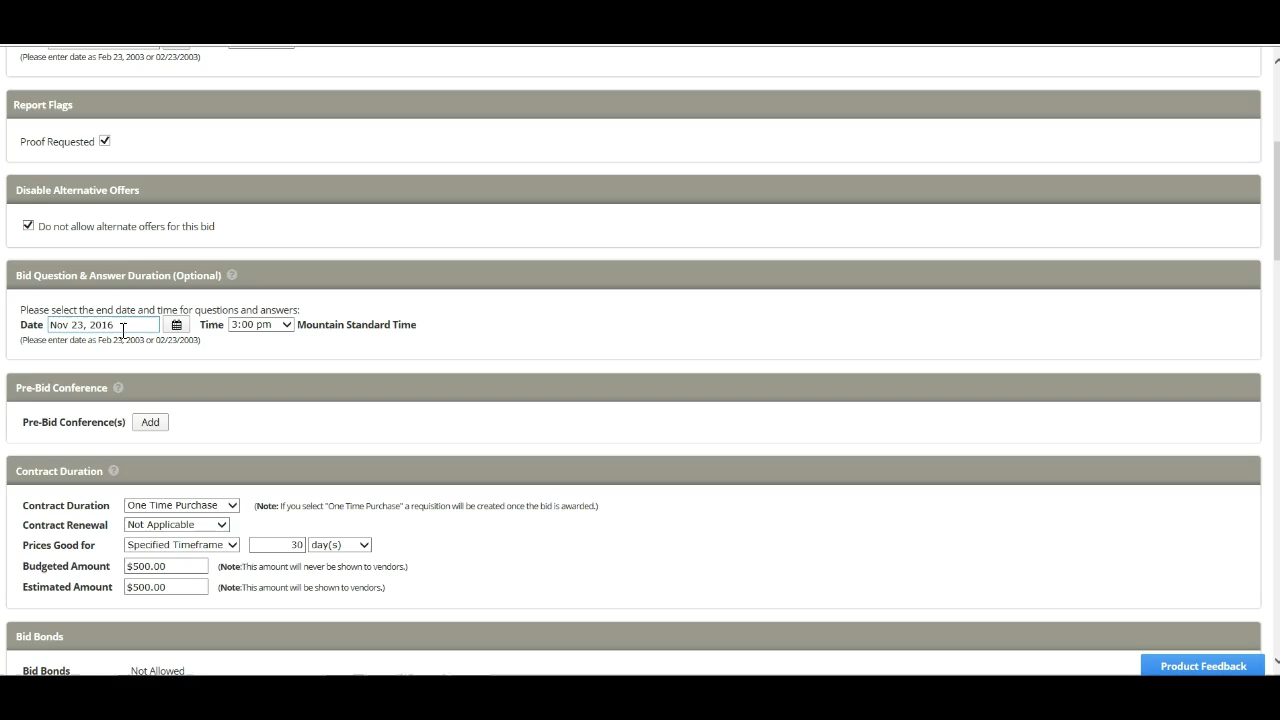 (Please enter date as Feb 23, 2003 or 02/23/2003)
Report Flags
Proof Requested
Disable Alternative Offers
Do not allow alternate offers for this bid
Bid Question & Answer Duration (Optional) ?
Please select the end date and time for questions and answers:
Date Nov 23, 2016 Time 3:00 pm Mountain Standard Time
(Please enter date as Feb 23, 2003 or 02/23/2003)
Pre-Bid Conference ?
Pre-Bid Conference(s) Add
Contract Duration ?
Contract Duration One Time Purchase (Note: If you select "One Time Purchase" a requisition will be created once the bid is awarded.)
Contract Renewal Not Applicable
Prices Good for Specified Timeframe 30 day(s)
Budgeted Amount $500.00 (Note:This amount will never be shown to vendors.)
Estimated Amount $500.00 (Note:This amount will be shown to vendors.)
Bid Bonds
Bid Bonds Not Allowed
Product Feedback